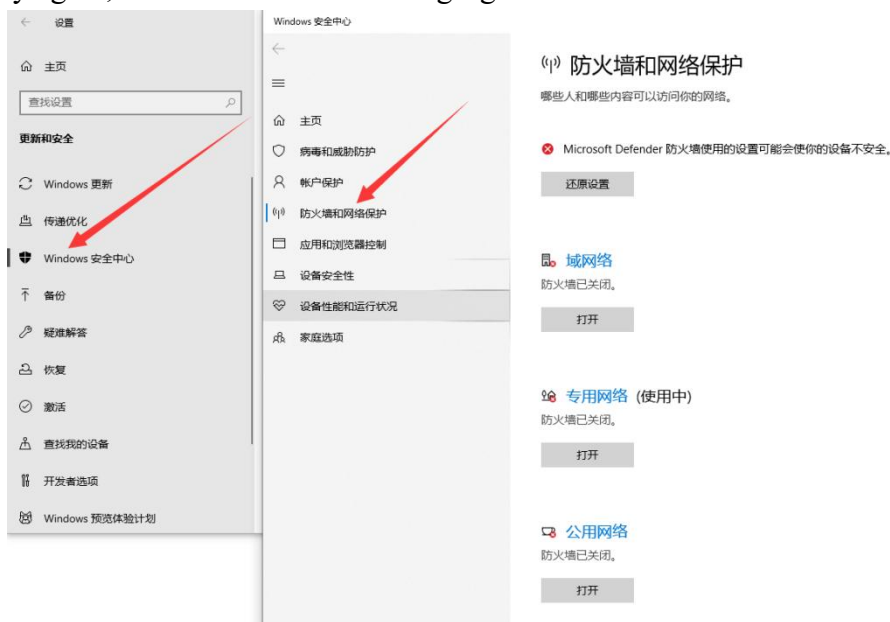 设置
主页
查找设置
更新和安全
Windows 更新
传递优化
Windows 安全中心
备份
疑难解答
恢复
激活
查找我的设备
开发者选项
Windows 预览体验计划
Windows 安全中心
主页
病毒和威胁防护
帐户保护
防火墙和网络保护
应用和浏览器控制
设备安全性
设备性能和运行状况
家庭选项
防火墙和网络保护
哪些人和哪些内容可以访问你的网络。
Microsoft Defender 防火墙使用的设置可能会使你的设备不安全。
还原设置
域网络
防火墙已关闭。
打开
专用网络 (使用中)
防火墙已关闭。
打开
公用网络
防火墙已关闭。
打开